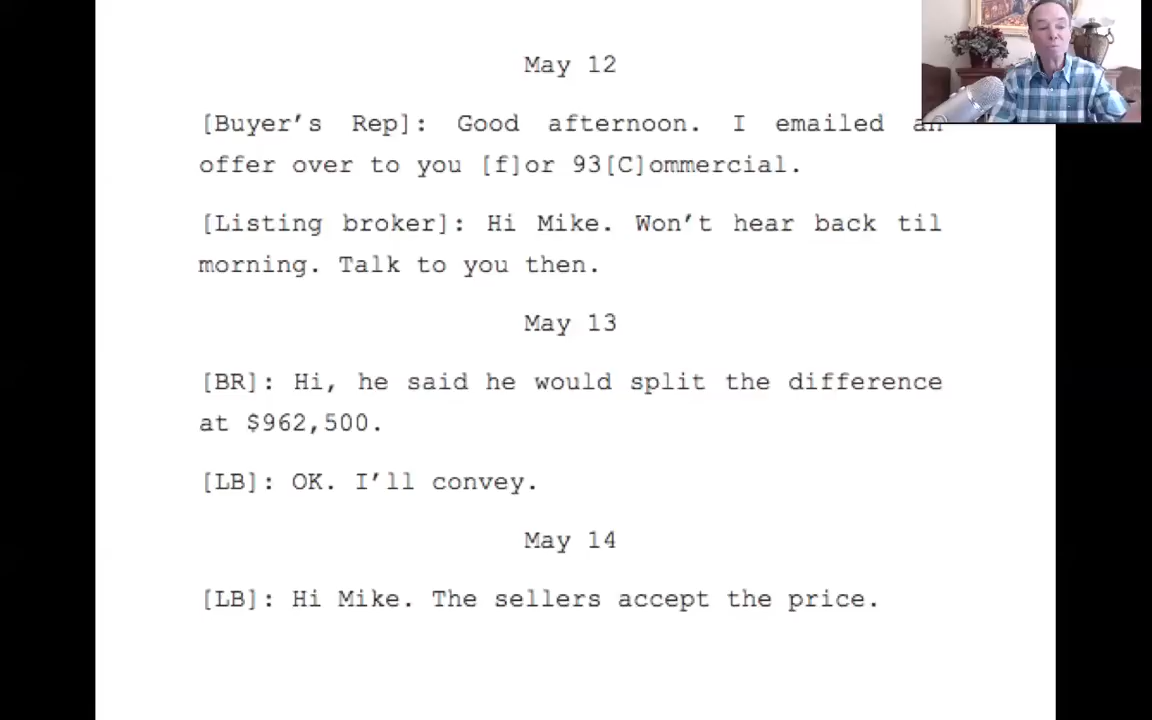 May 12
[Buyer’s Rep]: Good afternoon. I emailed an
offer over to you [f]or 93[C]ommercial.
[Listing broker]: Hi Mike. Won’t hear back til
morning. Talk to you then.
May 13
[BR]: Hi, he said he would split the difference
at $962,500.
[LB]: OK. I’ll convey.
May 14
[LB]: Hi Mike. The sellers accept the price.